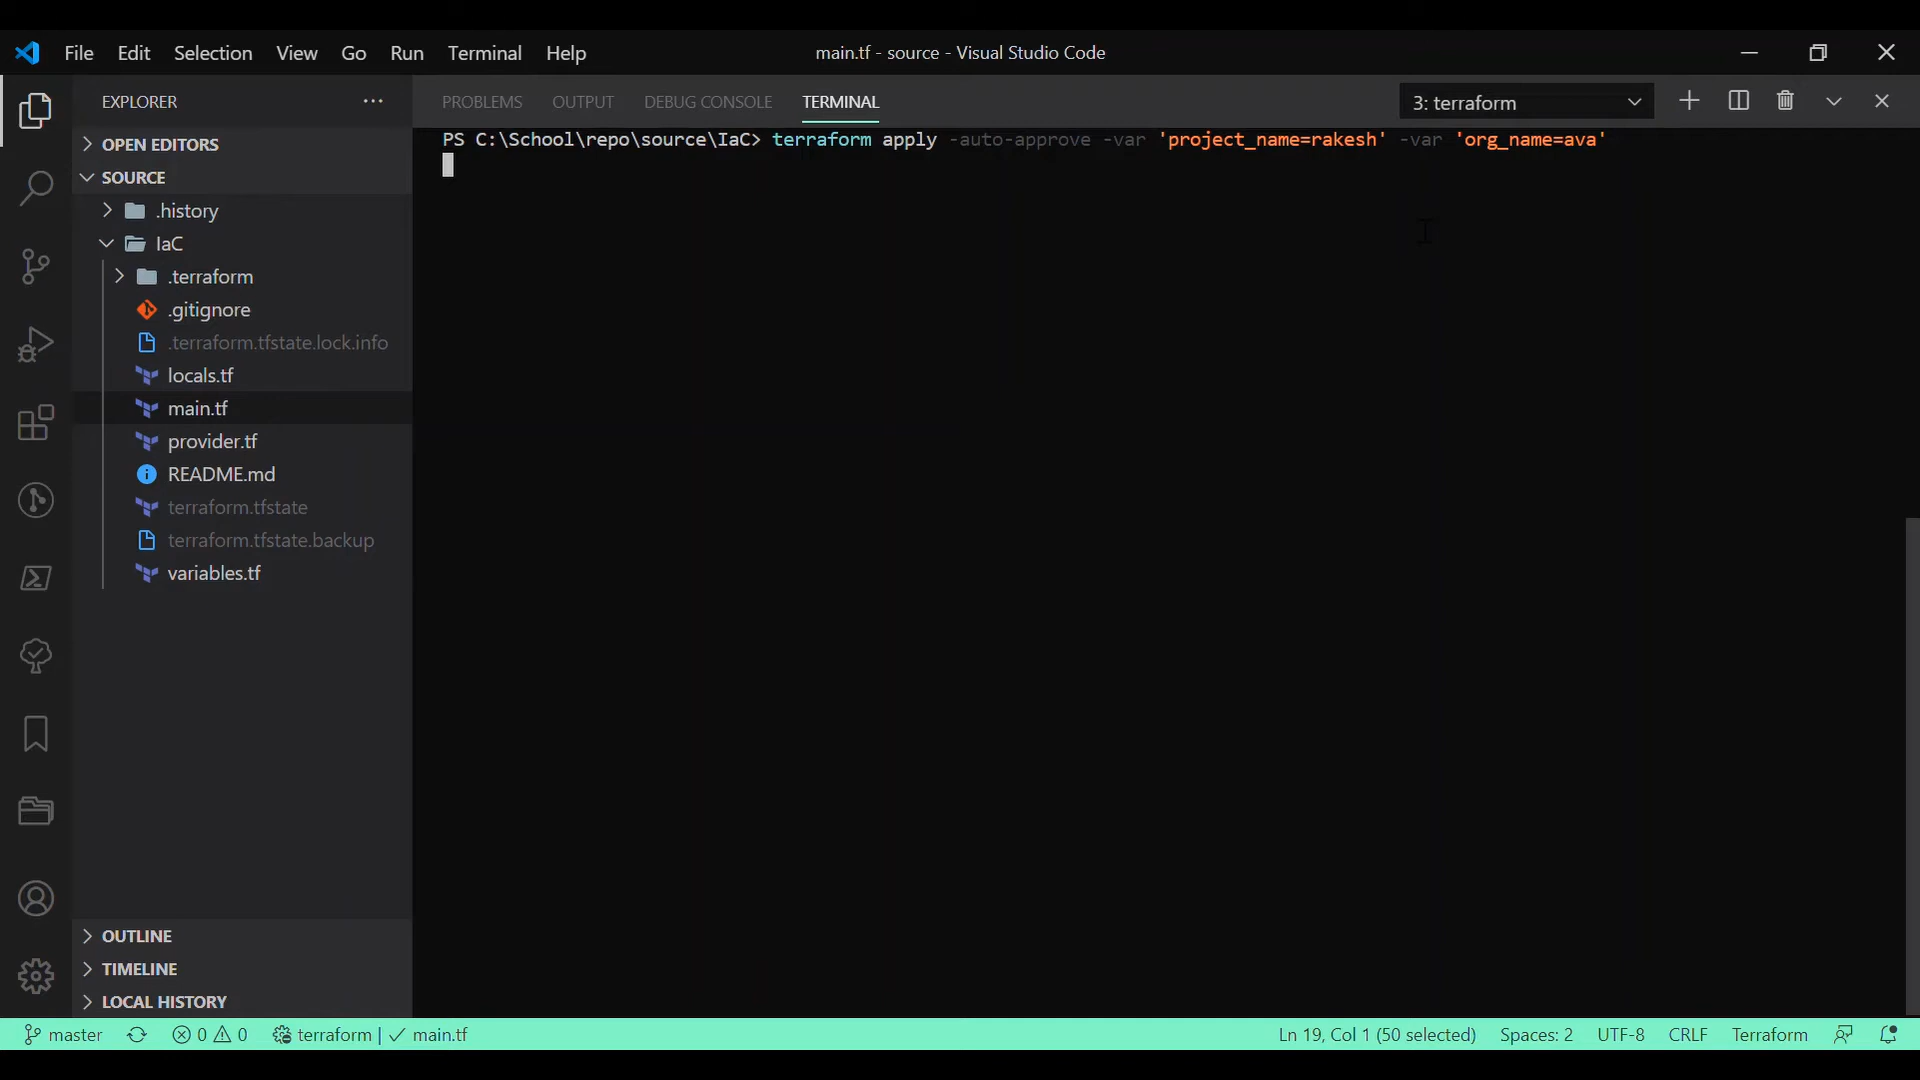 File Edit Selection View Go Run Terminal Help main.tf - source - Visual Studio Code
EXPLORER
OPEN EDITORS
SOURCE
.history
IaC
.terraform
.gitignore
.terraform.tfstate.lock.info
locals.tf
main.tf
provider.tf
README.md
terraform.tfstate
terraform.tfstate.backup
variables.tf
OUTLINE
TIMELINE
LOCAL HISTORY
PROBLEMS OUTPUT DEBUG CONSOLE TERMINAL 3: terraform
PS C:\School\repo\source\IaC> terraform apply -auto-approve -var 'project_name=rakesh' -var 'org_name=ava'
master 0 0 terraform | main.tf Ln 19, Col 1 (50 selected) Spaces: 2 UTF-8 CRLF Terraform